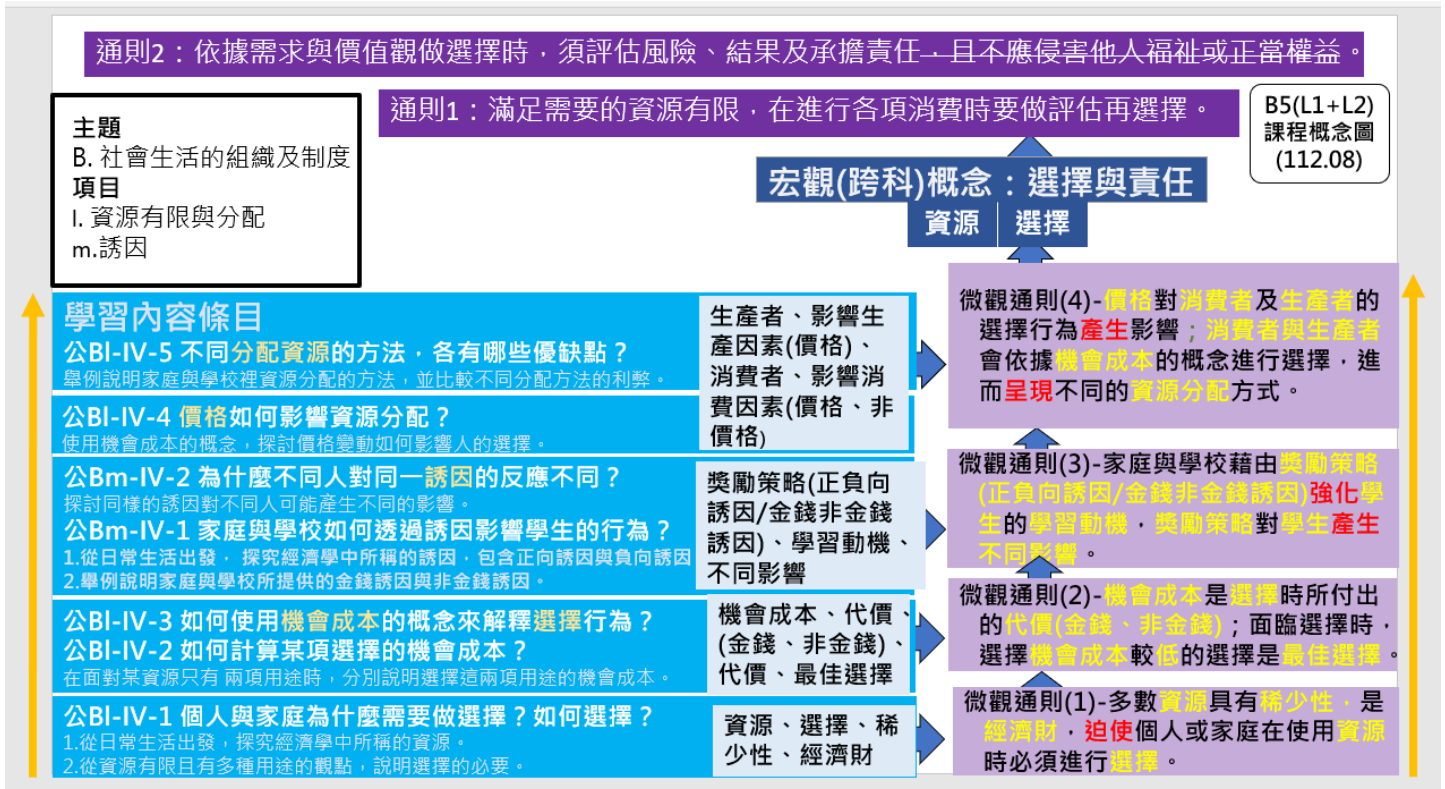 通則2：依據需求與價值觀做選擇時，須評估風險、結果及承擔責任，且不應侵害他人福祉或正當權益。
通則1：滿足需要的資源有限，在進行各項消費時要做評估再選擇。
B5(L1+L2)
課程概念圖
(112.08)
主題
B. 社會生活的組織及制度
項目
l. 資源有限與分配
m.誘因
宏觀(跨科)概念：選擇與責任
資源
選擇
學習內容條目
公Bl-IV-5 不同分配資源的方法，各有哪些優缺點？
舉例說明家庭與學校裡資源分配的方法，並比較不同分配方法的利弊。
公Bl-IV-4 價格如何影響資源分配？
使用機會成本的概念，探討價格變動如何影響人的選擇。
生產者、影響生
產因素(價格)、
消費者、影響消
費因素(價格、非
價格)
微觀通則(4)-價格對消費者及生產者的
選擇行為產生影響；消費者與生產者
會依據機會成本的概念進行選擇，進
而呈現不同的資源分配方式。
公Bm-IV-2 為什麼不同人對同一誘因的反應不同？
探討同樣的誘因對不同人可能產生不同的影響。
公Bm-IV-1 家庭與學校如何透過誘因影響學生的行為？
1.從日常生活出發， 探究經濟學中所稱的誘因，包含正向誘因與負向誘因
2.舉例說明家庭與學校所提供的金錢誘因與非金錢誘因。
獎勵策略(正負向
誘因/金錢非金錢
誘因)、學習動機、
不同影響
微觀通則(3)-家庭與學校藉由獎勵策略
(正負向誘因/金錢非金錢誘因)強化學
生的學習動機，獎勵策略對學生產生
不同影響。
公Bl-IV-3 如何使用機會成本的概念來解釋選擇行為？
公Bl-IV-2 如何計算某項選擇的機會成本？
在面對某資源只有 兩項用途時，分別說明選擇這兩項用途的機會成本。
機會成本、代價、
(金錢、非金錢)、
代價、最佳選擇
微觀通則(2)-機會成本是選擇時所付出
的代價(金錢、非金錢)；面臨選擇時，
選擇機會成本較低的選擇是最佳選擇。
公Bl-IV-1 個人與家庭為什麼需要做選擇？如何選擇？
1.從日常生活出發，探究經濟學中所稱的資源。
2.從資源有限且有多種用途的觀點，說明選擇的必要。
資源、選擇、稀
少性、經濟財
微觀通則(1)-多數資源具有稀少性，是
經濟財，迫使個人或家庭在使用資源
時必須進行選擇。